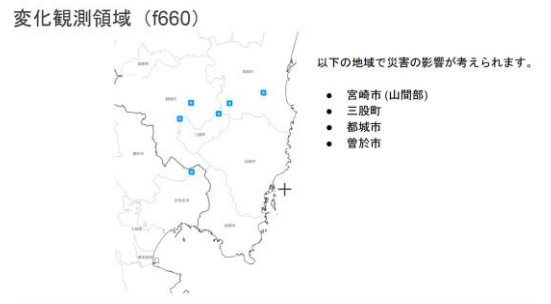 変化観測領域（f660）
以下の地域で災害の影響が考えられます。
● 宮崎市 (山間部)
● 三股町
● 都城市
● 曽於市